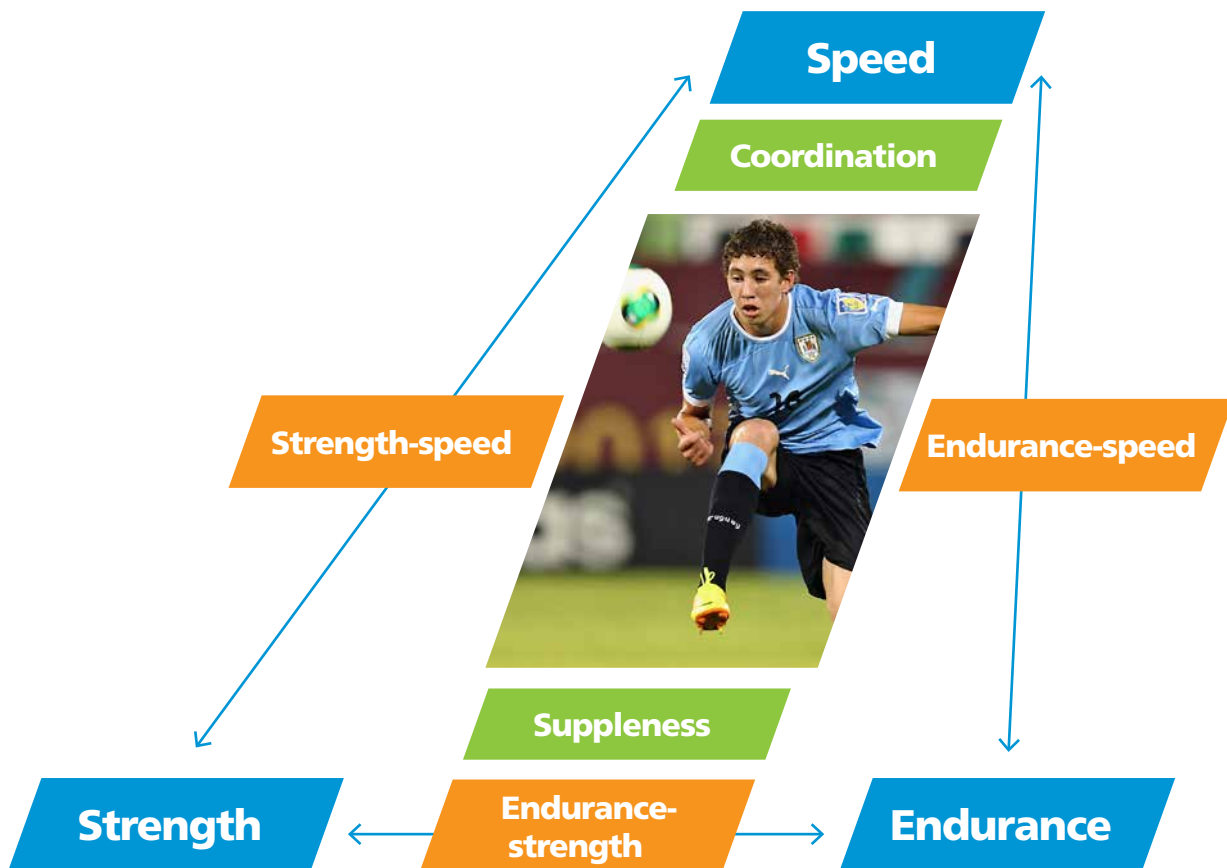 Speed
Coordination
Strength-speed
Endurance-speed
Suppleness
Strength
Endurance-
strength
Endurance